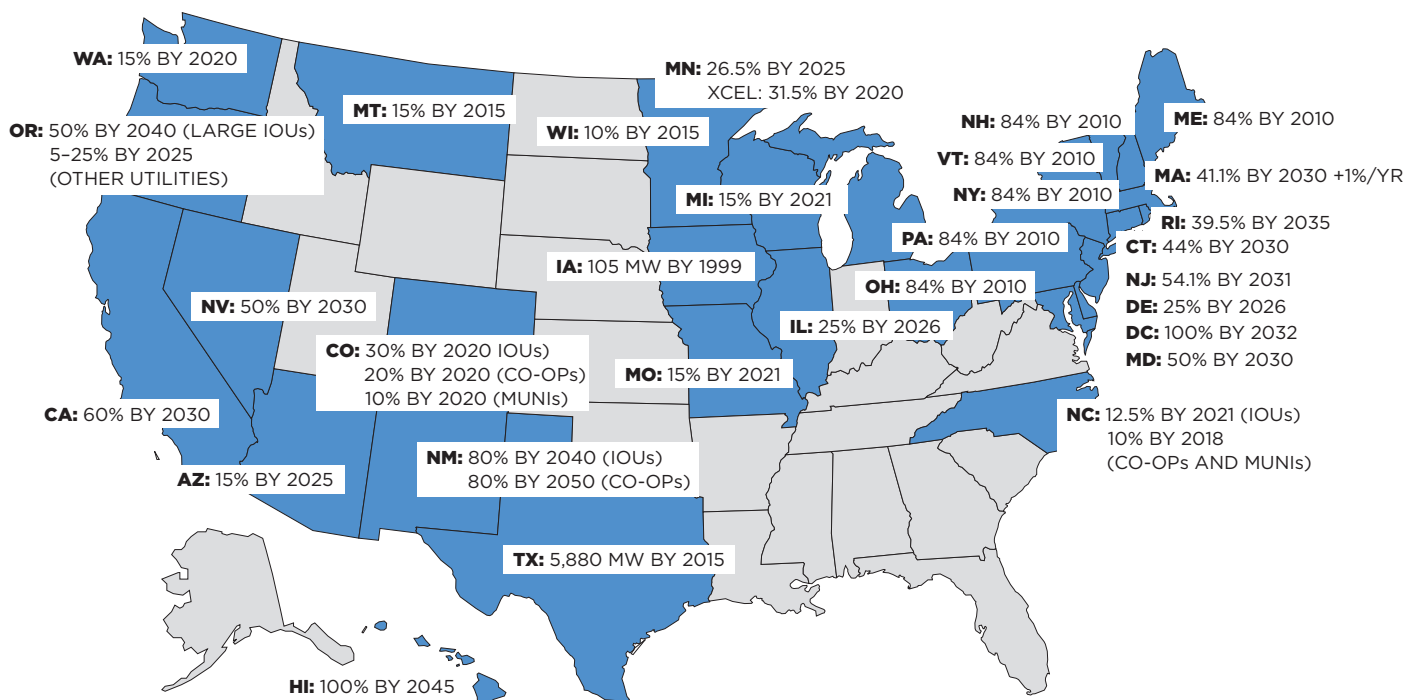 WA: 15% BY 2020
MN: 26.5% BY 2025
XCEL: 31.5% BY 2020
MT: 15% BY 2015
OR: 50% BY 2040 (LARGE IOUs)
5–25% BY 2025
(OTHER UTILITIES)
WI: 10% BY 2015
NH: 84% BY 2010
ME: 84% BY 2010
VT: 84% BY 2010
MA: 41.1% BY 2030 +1%/YR
NY: 84% BY 2010
MI: 15% BY 2021
RI: 39.5% BY 2035
PA: 84% BY 2010
CT: 44% BY 2030
IA: 105 MW BY 1999
NJ: 54.1% BY 2031
OH: 84% BY 2010
NV: 50% BY 2030
DE: 25% BY 2026
IL: 25% BY 2026
DC: 100% BY 2032
CO: 30% BY 2020 IOUs)
20% BY 2020 (CO-OPs)
10% BY 2020 (MUNIs)
MD: 50% BY 2030
MO: 15% BY 2021
CA: 60% BY 2030
NC: 12.5% BY 2021 (IOUs)
10% BY 2018
(CO-OPs AND MUNIs)
NM: 80% BY 2040 (IOUs)
80% BY 2050 (CO-OPs)
AZ: 15% BY 2025
TX: 5,880 MW BY 2015
HI: 100% BY 2045